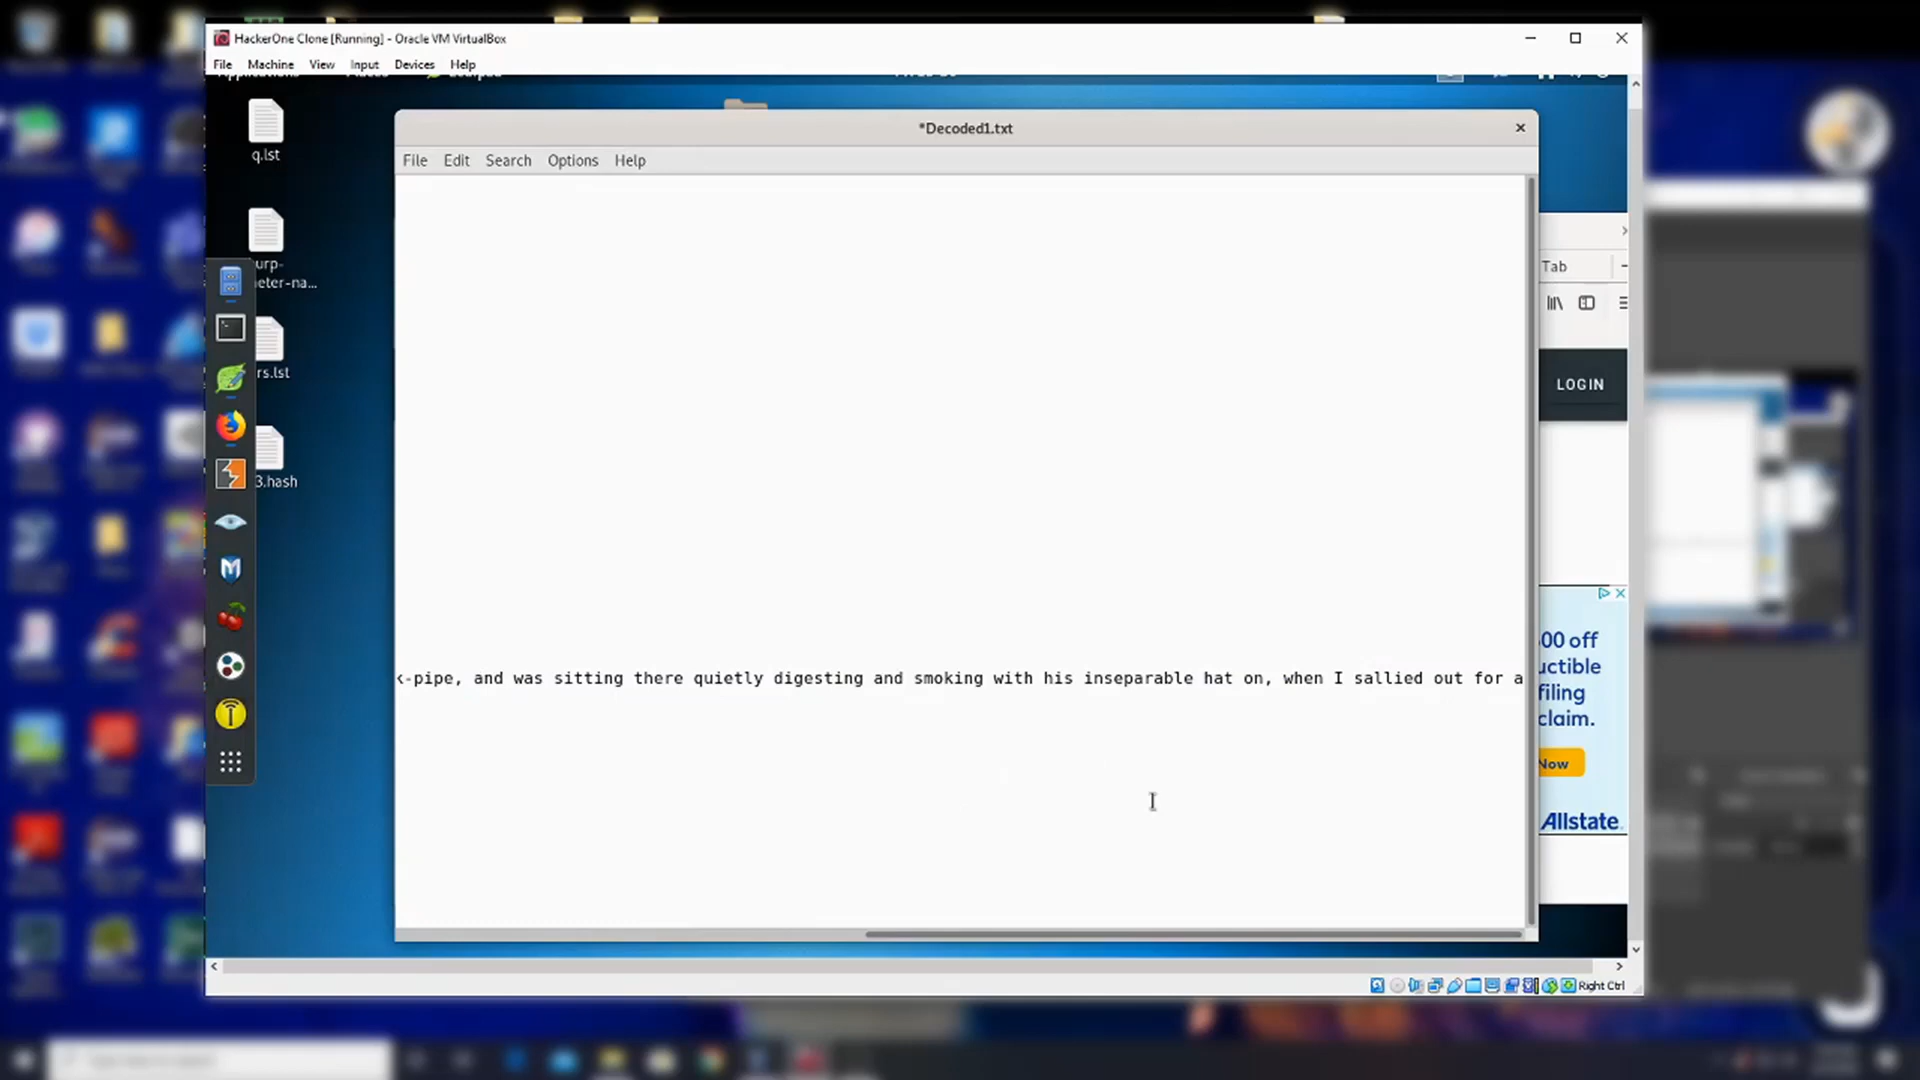 HackerOne Clone [Running] - Oracle VM VirtualBox
File Machine View Input Devices Help
q.lst
*Decoded1.txt
File Edit Search Options Help
urp-
eter-na...
rs.lst
3.hash
Tab
LOGIN
-pipe, and was sitting there quietly digesting and smoking with his inseparable hat on, when I sallied out for a
00 off
uctible
filing
claim.
Now
Allstate.
Right Ctrl